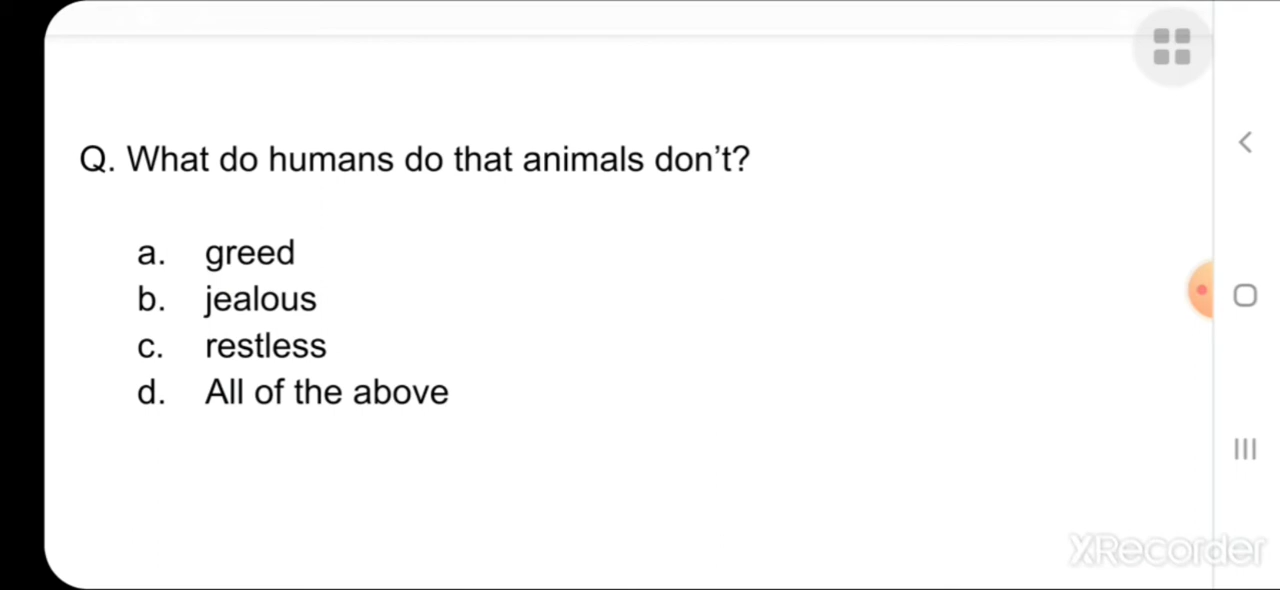 Q. What do humans do that animals don't?
a. greed
b. jealous
c. restless
d. All of the above
XRecorder